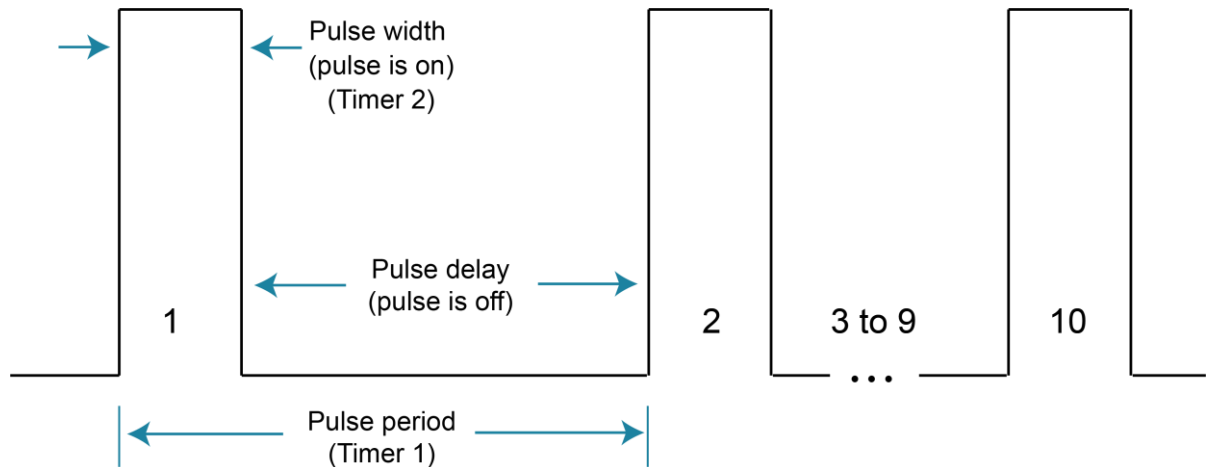 Pulse width
(pulse is on)
(Timer 2)
Pulse delay
(pulse is off)
1
2
3 to 9
10
...
Pulse period
(Timer 1)